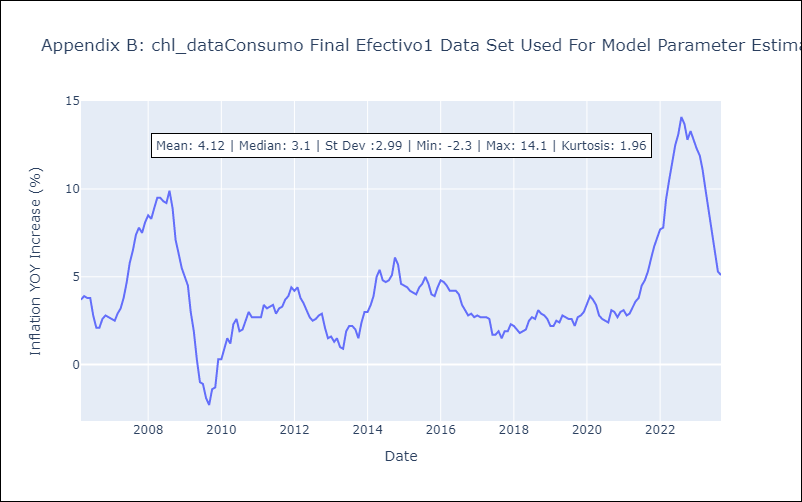 Appendix B: chl_dataConsumo Final Efectivo1 Data Set Used For Model Parameter Estima
15
Mean: 4.12 | Median: 3.1 | St Dev :2.99 | Min: -2.3 | Max: 14.1 | Kurtosis: 1.96
10
5
0
Inflation YOY Increase (%)
2008 2010 2012 2014 2016 2018 2020 2022
Date